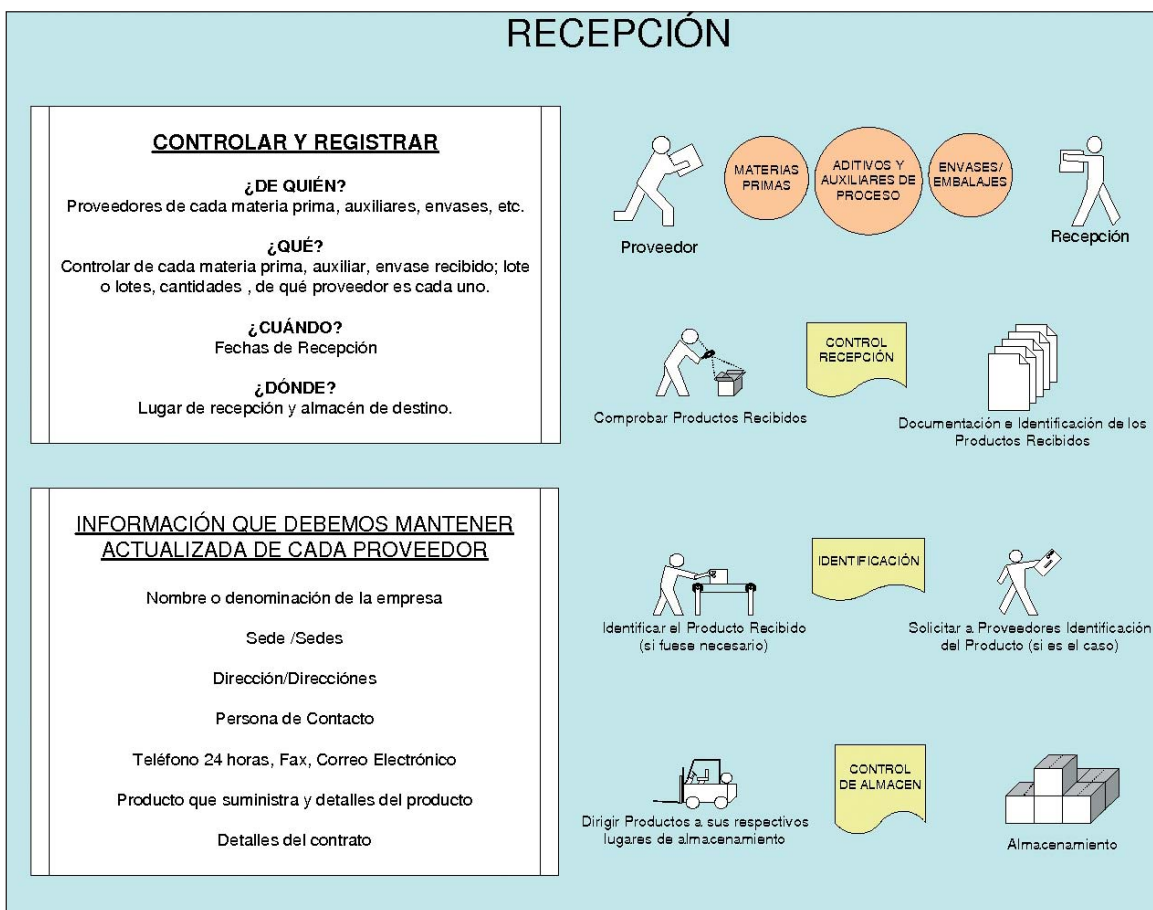 RECEPCIÓN
CONTROLAR Y REGISTRAR
¿DE QUIÉN?
Proveedores de cada materia prima, auxiliares, envases, etc.
¿QUÉ?
Controlar de cada materia prima, auxiliar, envase recibido; lote
o lotes, cantidades , de qué proveedor es cada uno.
¿CUÁNDO?
Fechas de Recepción
¿DÓNDE?
Lugar de recepción y almacén de destino.
INFORMACIÓN QUE DEBEMOS MANTENER
ACTUALIZADA DE CADA PROVEEDOR
Nombre o denominación de la empresa
Sede /Sedes
Dirección/Direcciónes
Persona de Contacto
Teléfono 24 horas, Fax, Correo Electrónico
Producto que suministra y detalles del producto
Detalles del contrato
Proveedor
MATERIAS
PRIMAS
ADITIVOS Y
AUXILIARES DE
PROCESO
ENVASES/
EMBALAJES
Recepción
Comprobar Productos Recibidos
CONTROL
RECEPCIÓN
Documentación e Identificación de los
Productos Recibidos
Identificar el Producto Recibido
(si fuese necesario)
IDENTIFICACIÓN
Solicitar a Proveedores Identificación
del Producto (si es el caso)
Dirigir Productos a sus respectivos
lugares de almacenamiento
CONTROL
DE ALMACEN
Almacenamiento